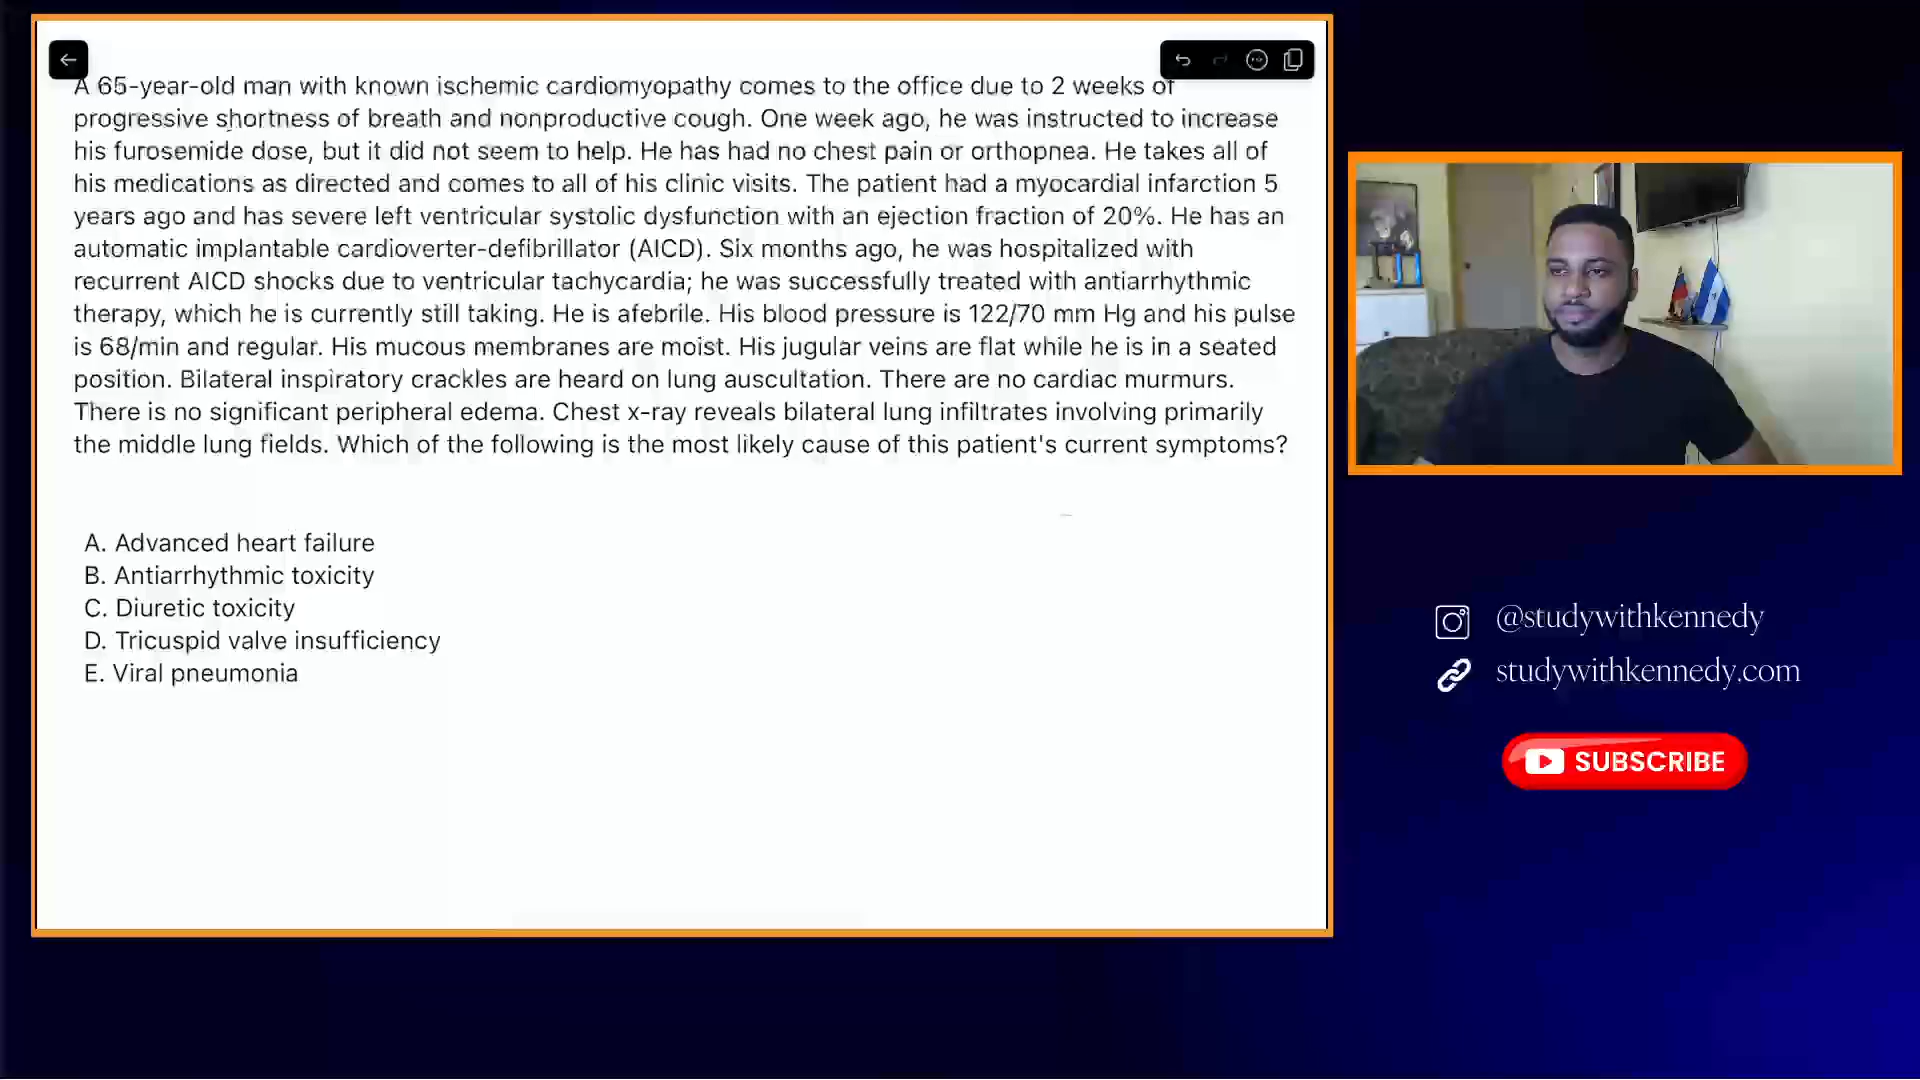 A 65-year-old man with known ischemic cardiomyopathy comes to the office due to 2 weeks of
progressive shortness of breath and nonproductive cough. One week ago, he was instructed to increase
his furosemide dose, but it did not seem to help. He has had no chest pain or orthopnea. He takes all of
his medications as directed and comes to all of his clinic visits. The patient had a myocardial infarction 5
years ago and has severe left ventricular systolic dysfunction with an ejection fraction of 20%. He has an
automatic implantable cardioverter-defibrillator (AICD). Six months ago, he was hospitalized with
recurrent AICD shocks due to ventricular tachycardia; he was successfully treated with antiarrhythmic
therapy, which he is currently still taking. He is afebrile. His blood pressure is 122/70 mm Hg and his pulse
is 68/min and regular. His mucous membranes are moist. His jugular veins are flat while he is in a seated
position. Bilateral inspiratory crackles are heard on lung auscultation. There are no cardiac murmurs.
There is no significant peripheral edema. Chest x-ray reveals bilateral lung infiltrates involving primarily
the middle lung fields. Which of the following is the most likely cause of this patient's current symptoms?
A. Advanced heart failure
B. Antiarrhythmic toxicity
C. Diuretic toxicity
D. Tricuspid valve insufficiency
E. Viral pneumonia
@studywithkennedy
studywithkennedy.com
SUBSCRIBE